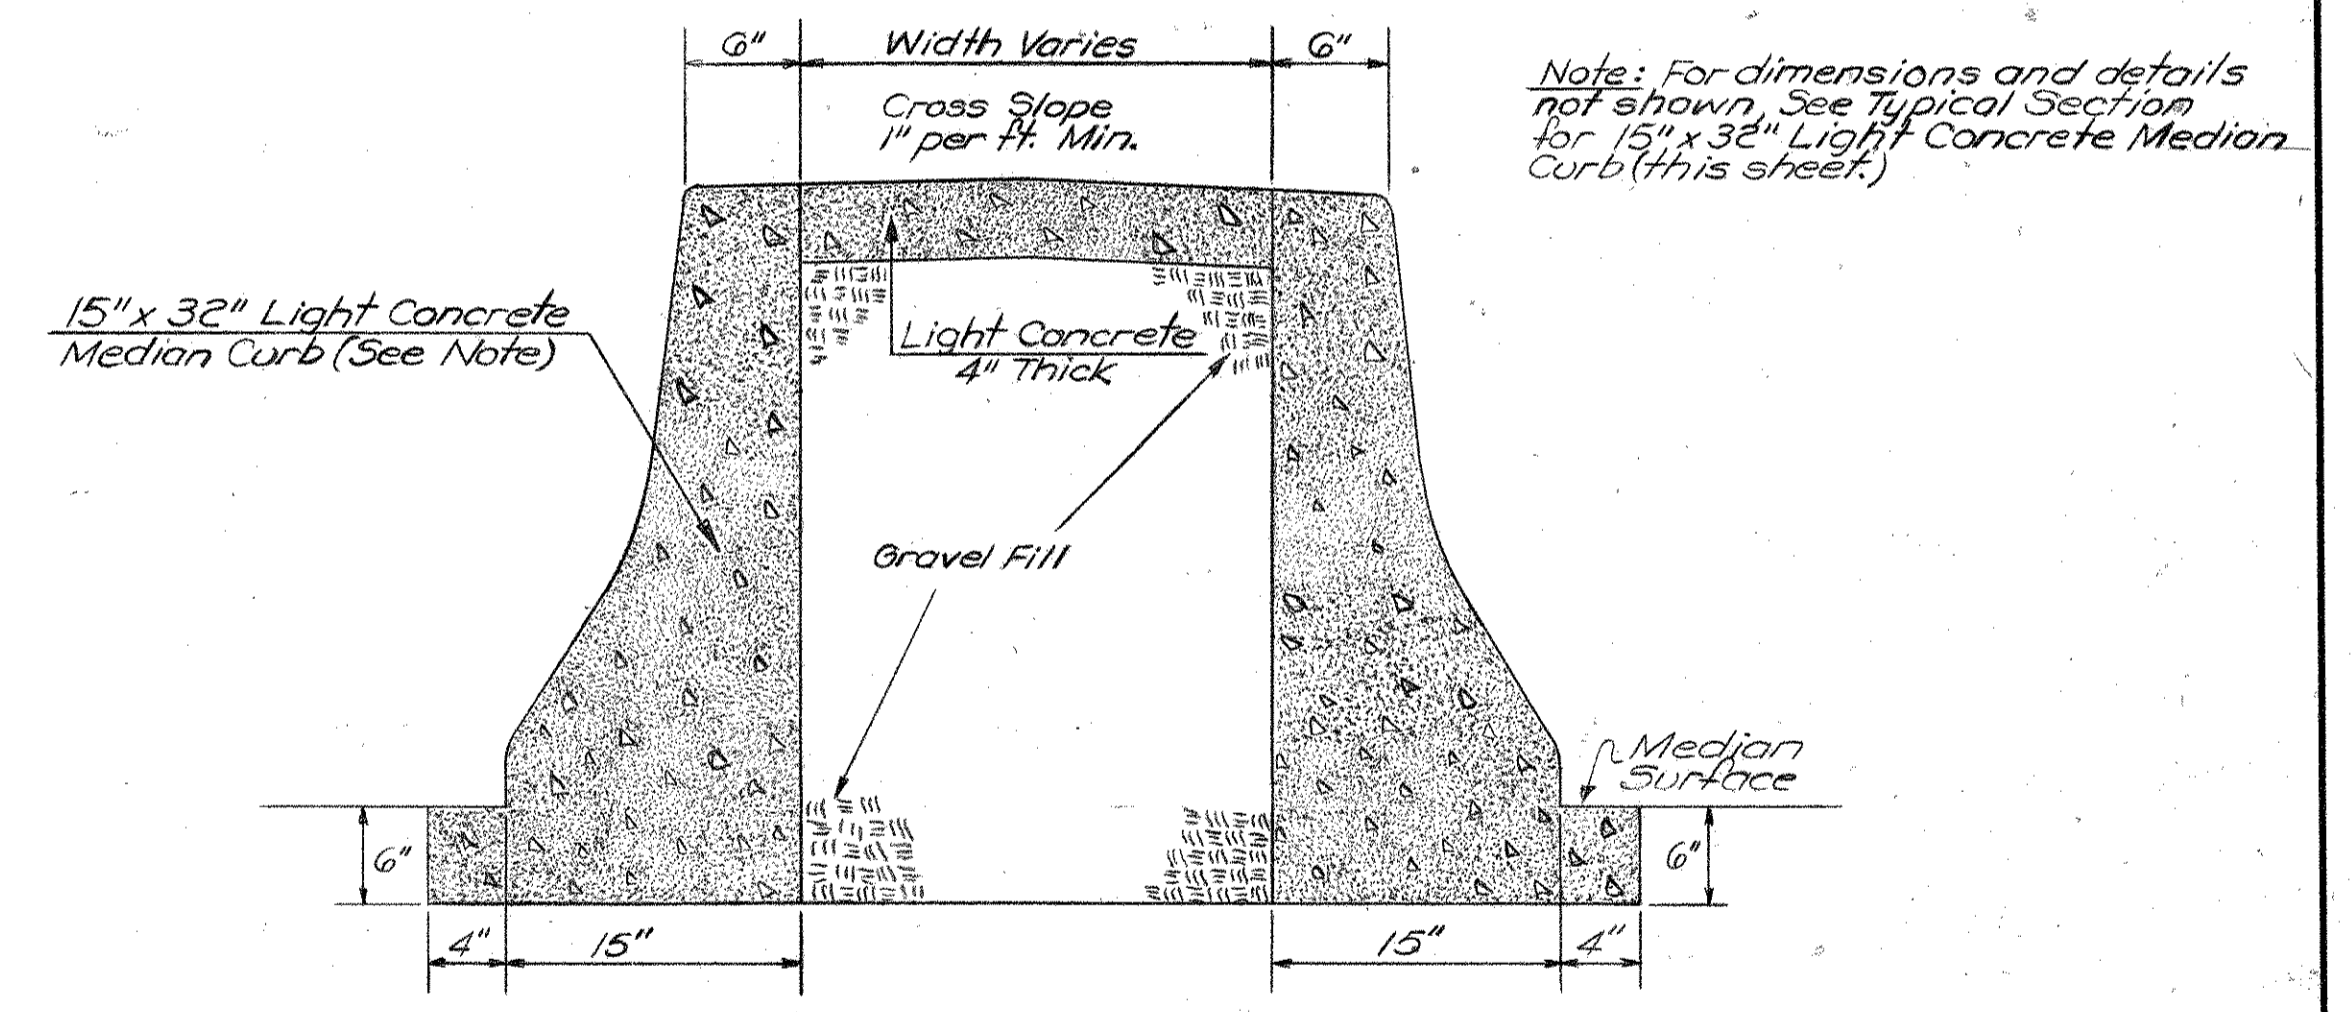 6"
Width Varies
6"
Cross Slope
1" per ft. Min.
Note: For dimensions and details
not shown, See Typical Section
for 15" x 32" Light Concrete Median
Curb (this sheet.)
15" x 32" Light Concrete
Median Curb (See Note)
Light Concrete
4" Thick
Gravel Fill
Median
Surface
6"
6"
4"
15"
15"
4"